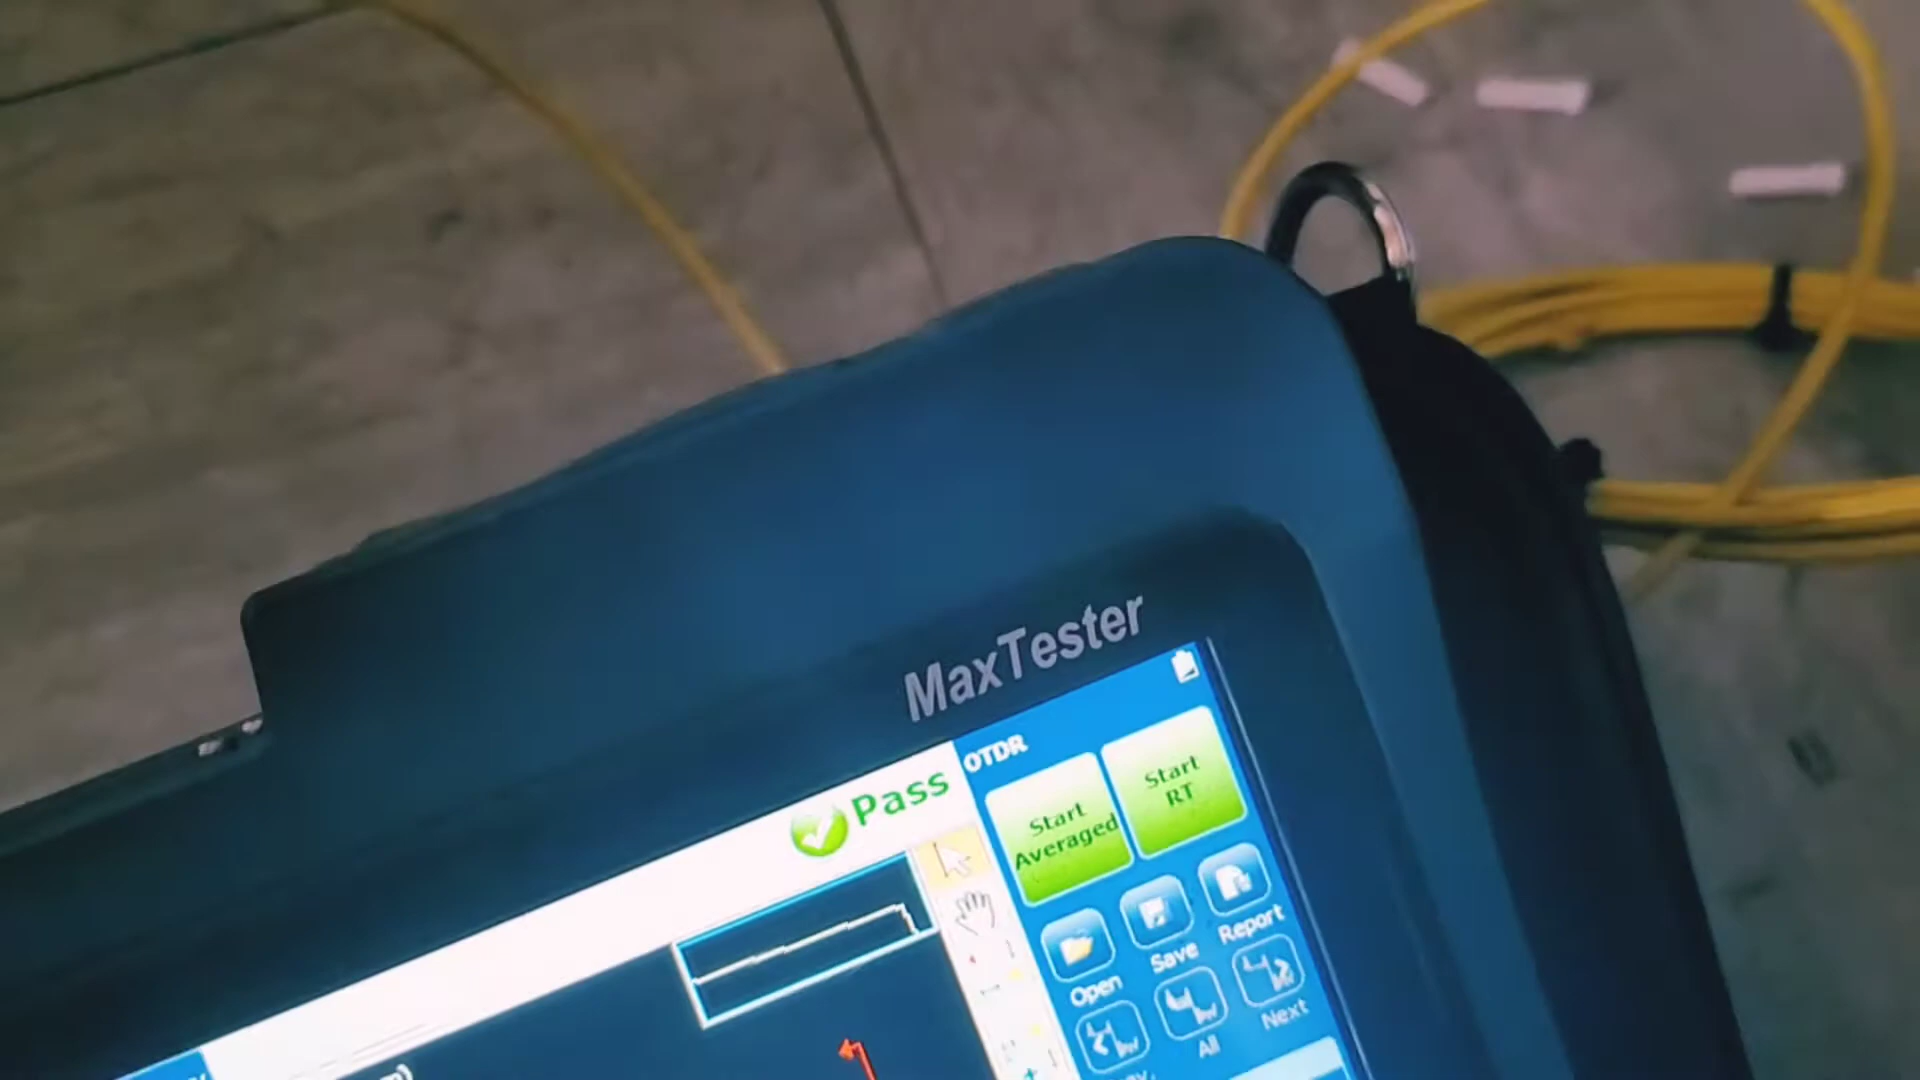 MaxTester
OTDR
Pass
Start
Averaged
Start
RT
Open
Save
Report
All
Next